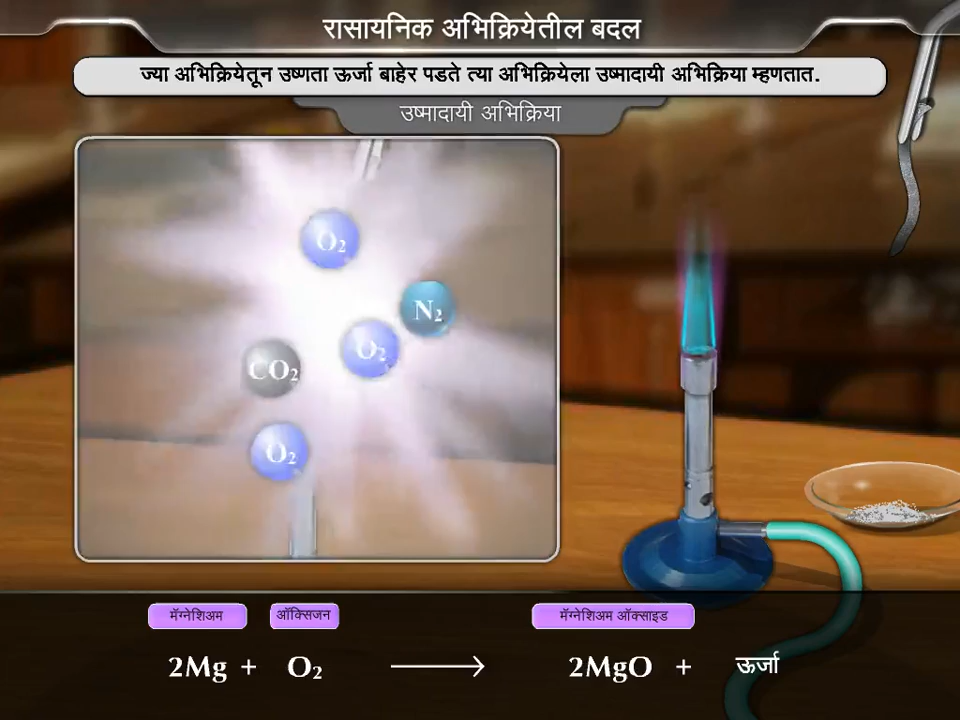 रासायनिक अभिक्रियेतील बदल
ज्या अभिक्रियेतून उष्णता ऊर्जा बाहेर पडते त्या अभिक्रियेला उष्मादायी अभिक्रिया म्हणतात.
उष्मादायी अभिक्रिया
O₂
N₂
O₂
CO₂
O₂
मॅग्नेशिअम ऑक्सिजन मॅग्नेशिअम ऑक्साइड
2Mg + O₂ ⟶ 2MgO + ऊर्जा